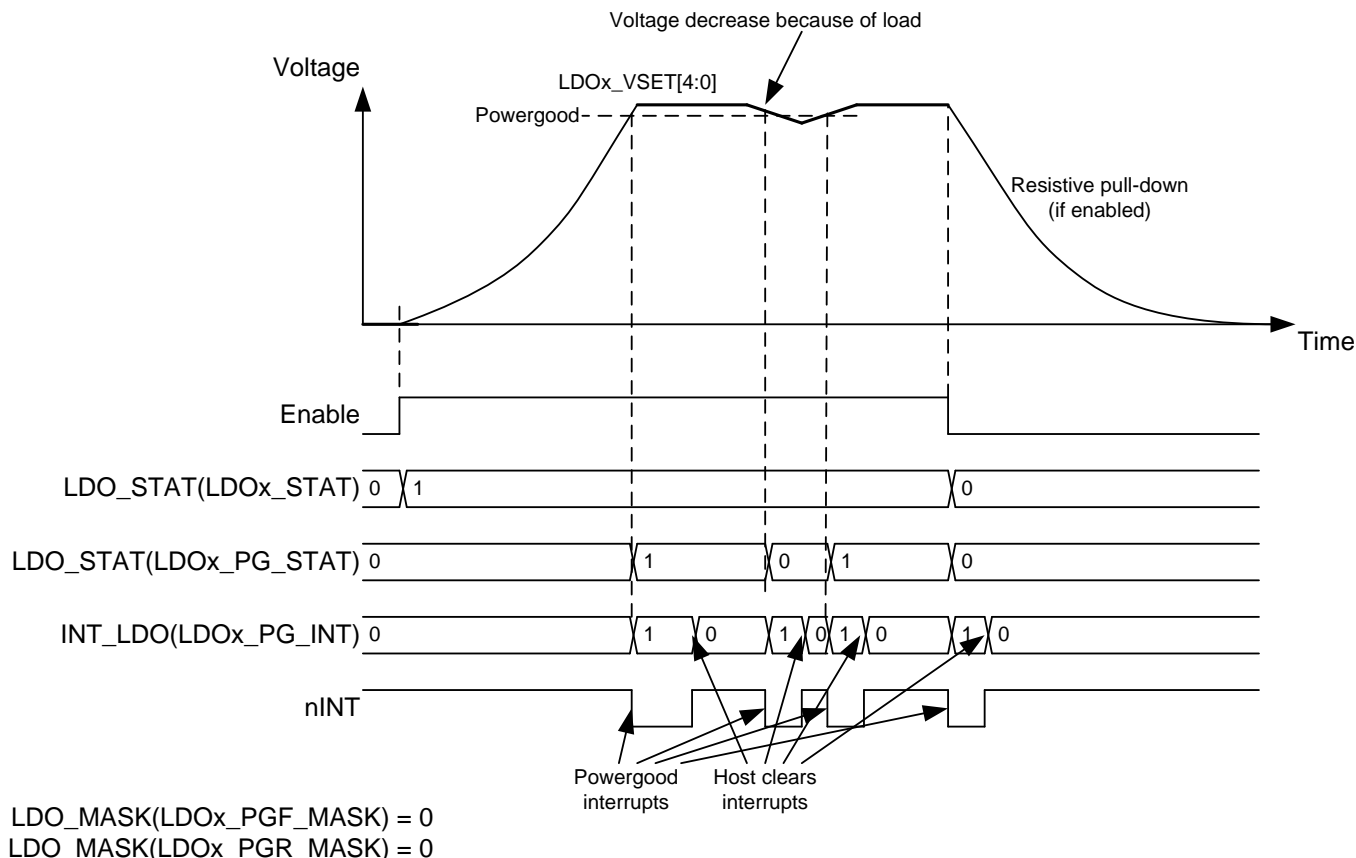 Voltage decrease because of load
Voltage
LDOx_VSET[4:0]
Powergood
Resistive pull-down
(if enabled)
Time
Enable
LDO_STAT(LDOx_STAT) 0 1 0
LDO_STAT(LDOx_PG_STAT) 0 1 0 1 0
INT_LDO(LDOx_PG_INT) 0 1 0 1 0 1 0 1 0
nINT
Powergood
interrupts
Host clears
interrupts
LDO_MASK(LDOx_PGF_MASK) = 0
LDO_MASK(LDOx_PGR_MASK) = 0